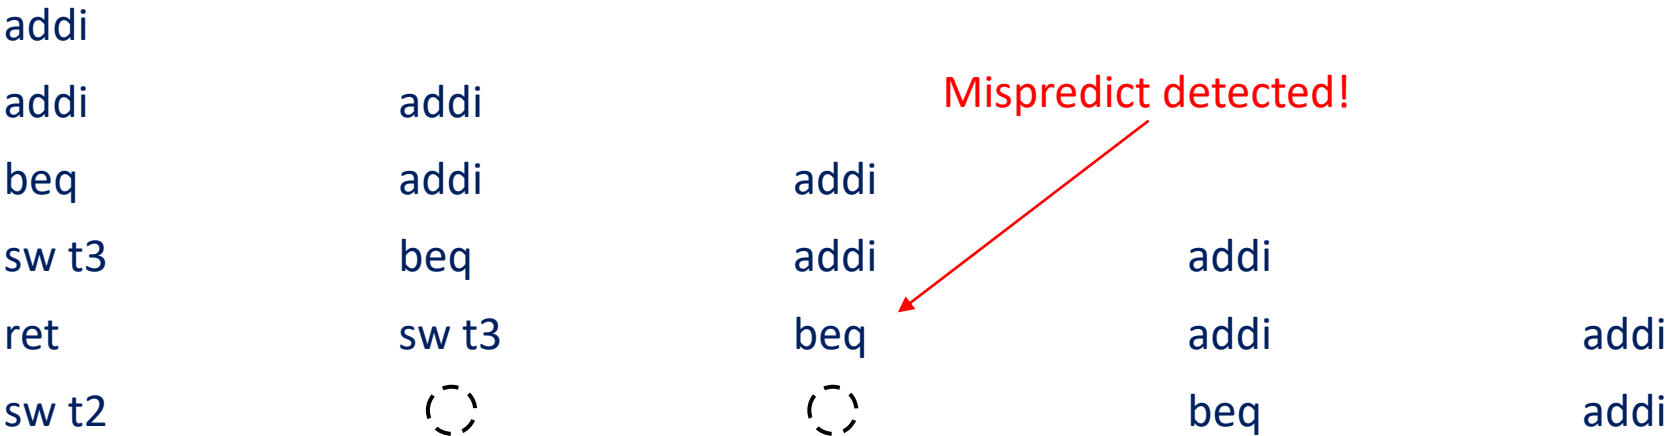 addi
addi addi Mispredict detected!
beq addi addi
sw t3 beq addi addi
ret sw t3 beq addi addi
sw t2 beq addi